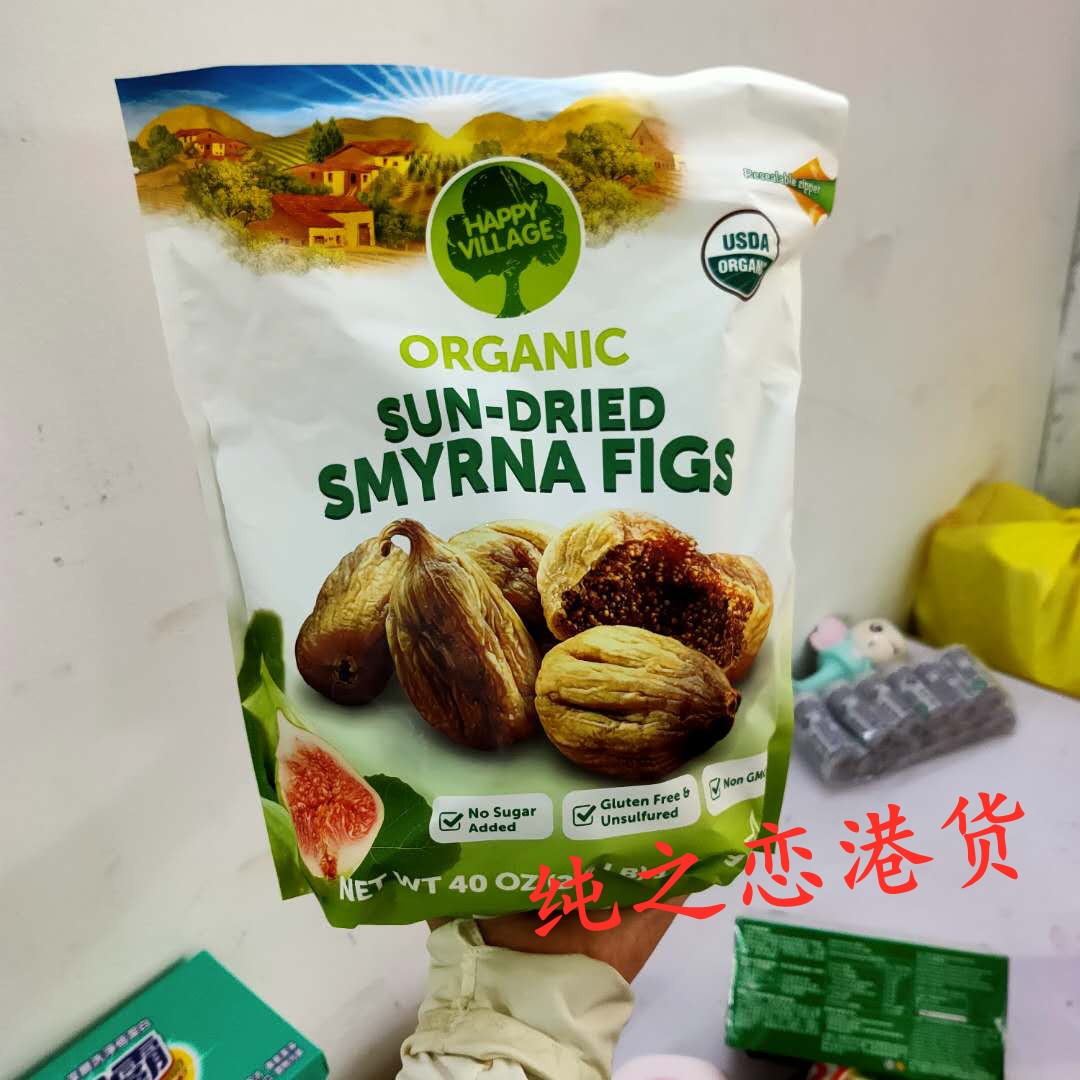 HAPPY
VILLAGE
Resealable zipper
USDA
ORGANIC
ORGANIC
SUN-DRIED
SMYRNA FIGS
No Sugar
Added
Gluten Free &
Unsulfured
Non GMO
NET WT 40 OZ
纯之恋港货